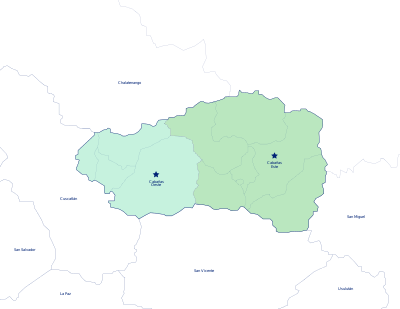 Chalatenango
Cabañas
Este
Cabañas
Oeste
Cuscatlán
San Miguel
San Salvador
San Vicente
Usulután
La Paz